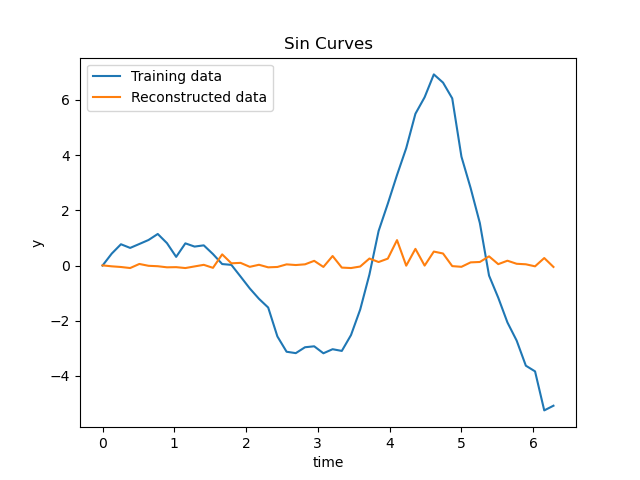 Sin Curves
Training data
Reconstructed data
6
4
2
0
−2
−4
y
0 1 2 3 4 5 6
time